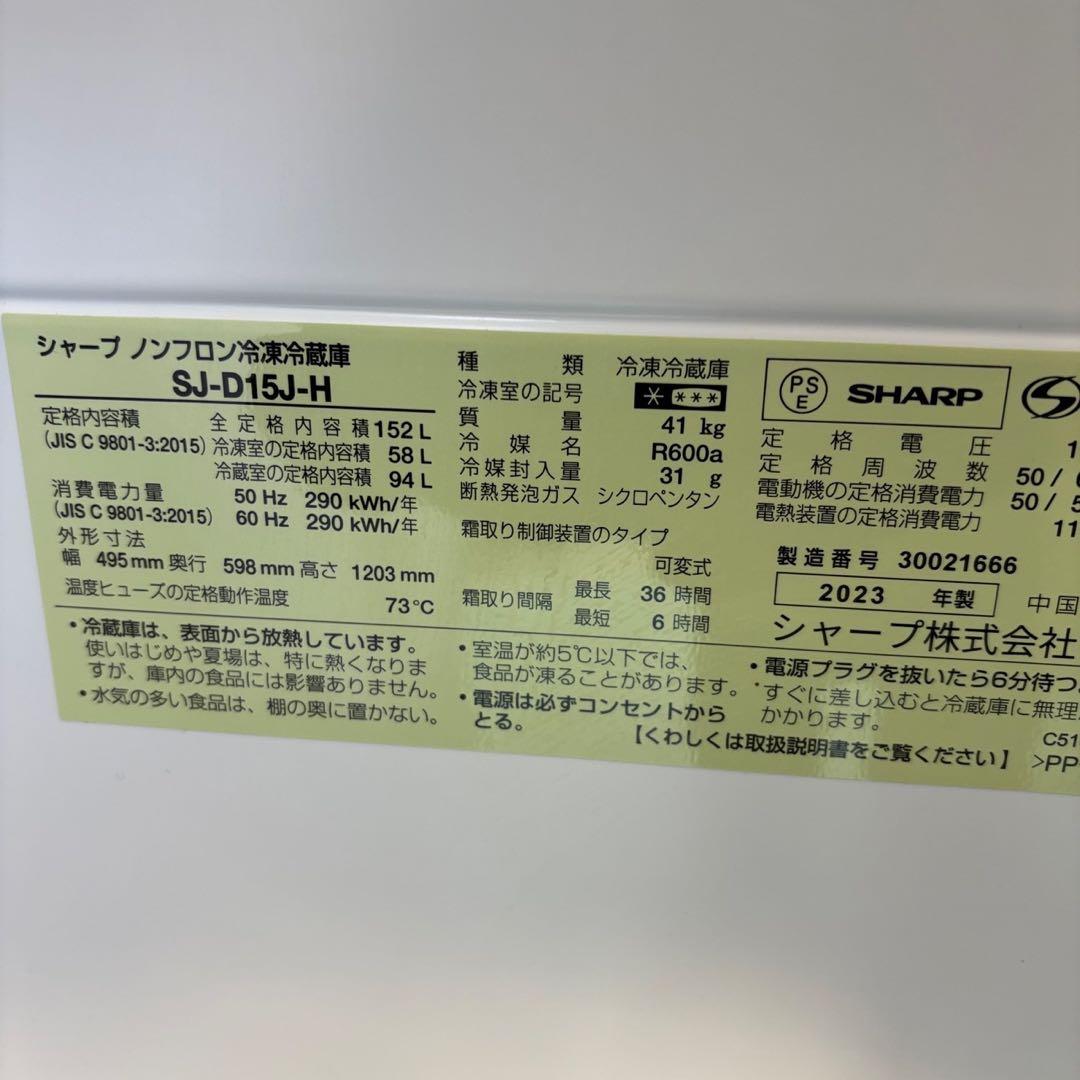 シャープ ノンフロン冷凍冷蔵庫
SJ-D15J-H
定格内容積
(JIS C 9801-3:2015)
全定格内容積 152 L
冷凍室の定格内容積 58 L
冷蔵室の定格内容積 94 L
消費電力量
(JIS C 9801-3:2015)
50 Hz 290 kWh/年
60 Hz 290 kWh/年
外形寸法
幅 495 mm 奥行 598 mm 高さ 1203 mm
温度ヒューズの定格動作温度 73℃
種類 冷凍冷蔵庫
冷凍室の記号 * ***
質量 41 kg
冷媒名 R600a
冷媒封入量 31 g
断熱発泡ガス シクロペンタン
霜取り制御装置のタイプ
可変式
霜取り間隔 最長 36 時間
最短 6 時間
PS
E
SHARP
定格電圧 1
定格周波数 50 /
電動機の定格消費電力 50 / 5
電熱装置の定格消費電力 11
製造番号 30021666
2023 年製
中国
シャープ株式会社
・冷蔵庫は、表面から放熱しています。
使いはじめや夏場は、特に熱くなりま
すが、庫内の食品には影響ありません。
・水気の多い食品は、棚の奥に置かない。
・室温が約5℃以下では、
食品が凍ることがあります。
・電源は必ずコンセントから
とる。
・電源プラグを抜いたら6分待つ
すぐに差し込むと冷蔵庫に無理
かかります。
【くわしくは取扱説明書をご覧ください】
C51
>PP